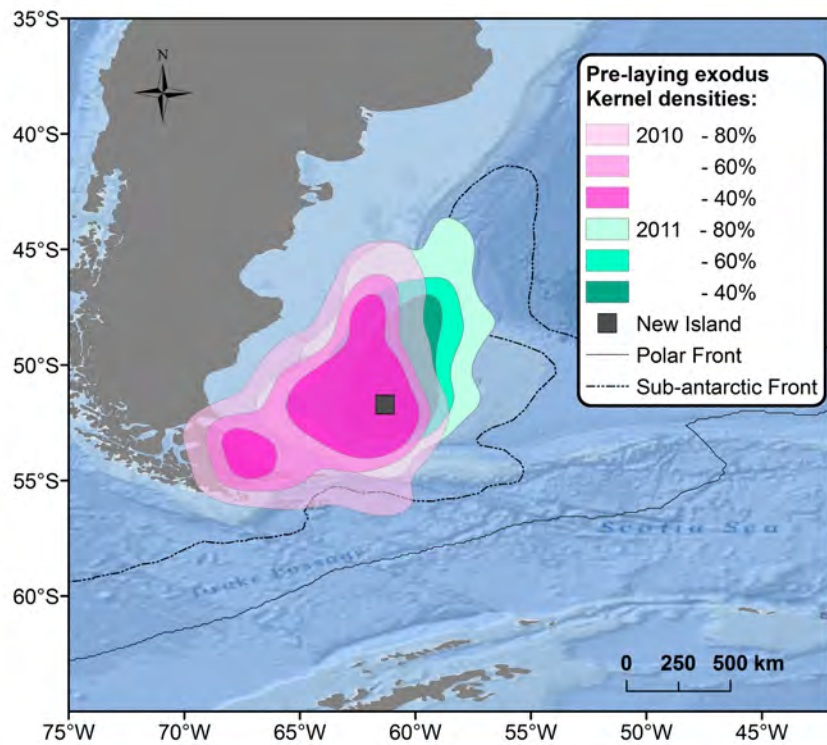 35°S
40°S
45°S
50°S
55°S
60°S
N
Pre-laying exodus
Kernel densities:
2010 - 80%
- 60%
- 40%
2011 - 80%
- 60%
- 40%
New Island
Polar Front
Sub-antarctic Front
Scotia Sea
Drake Passage
0 250 500 km
75°W 70°W 65°W 60°W 55°W 50°W 45°W